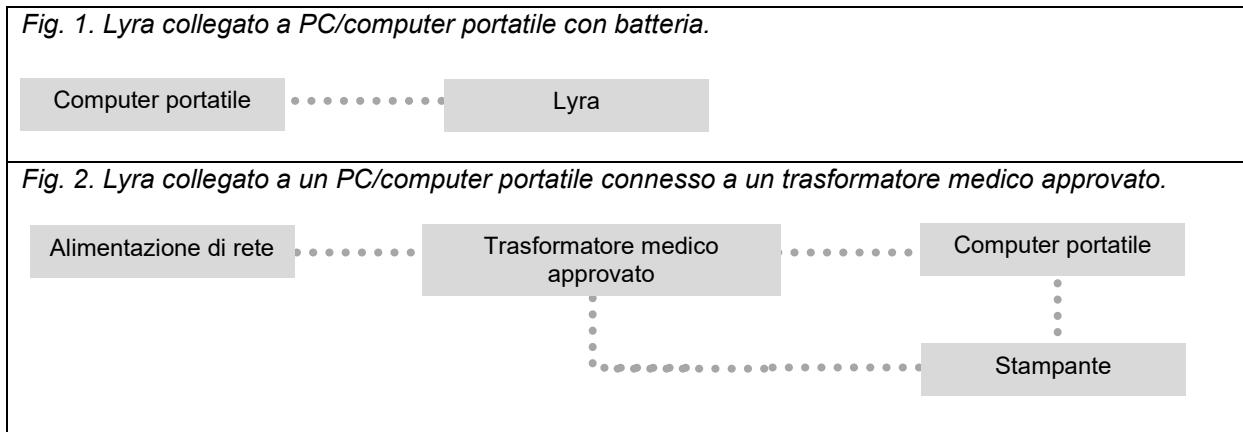 Fig. 1. Lyra collegato a PC/computer portatile con batteria.
Computer portatile
Lyra
Fig. 2. Lyra collegato a un PC/computer portatile connesso a un trasformatore medico approvato.
Alimentazione di rete
Trasformatore medico
approvato
Computer portatile
Stampante